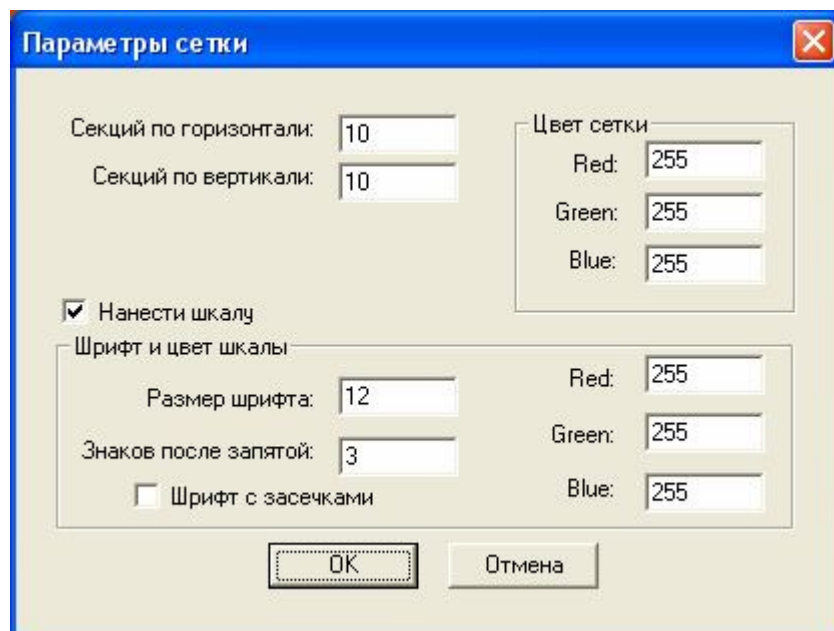 Параметры сетки
Секций по горизонтали: 10
Секций по вертикали: 10
Цвет сетки
Red: 255
Green: 255
Blue: 255
Нанести шкалу
Шрифт и цвет шкалы
Размер шрифта: 12
Знаков после запятой: 3
Шрифт с засечками
Red: 255
Green: 255
Blue: 255
OK
Отмена